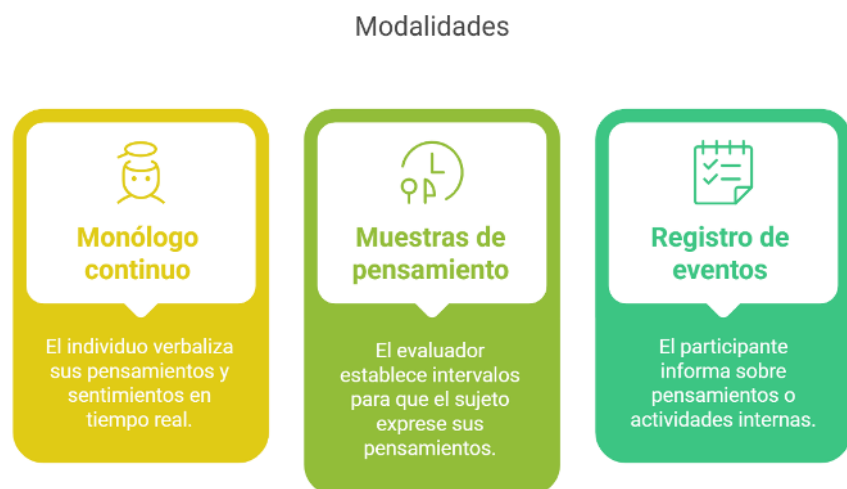 Modalidades
Monólogo
continuo
El individuo verbaliza
sus pensamientos y
sentimientos en
tiempo real.
Muestras de
pensamiento
El evaluador
establece intervalos
para que el sujeto
exprese sus
pensamientos.
Registro de
eventos
El participante
informa sobre
pensamientos o
actividades internas.